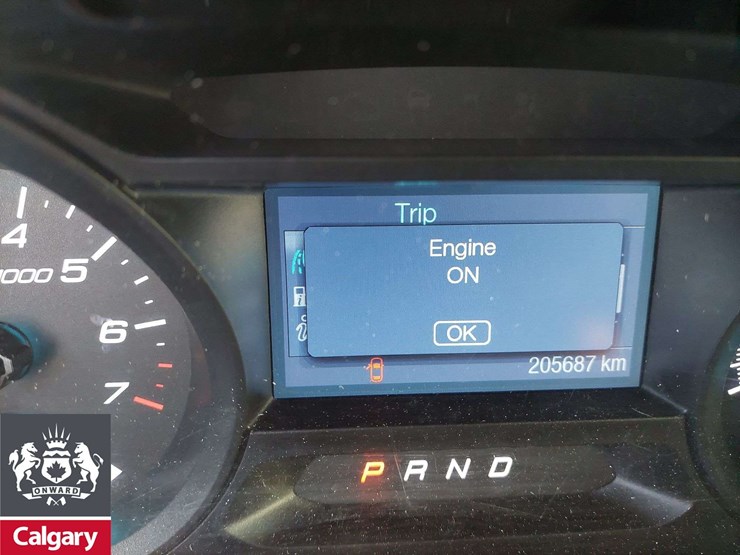 Trip
Engine
ON
OK
205687 km
4
5
6
7
P R N D
ONWARD
Calgary